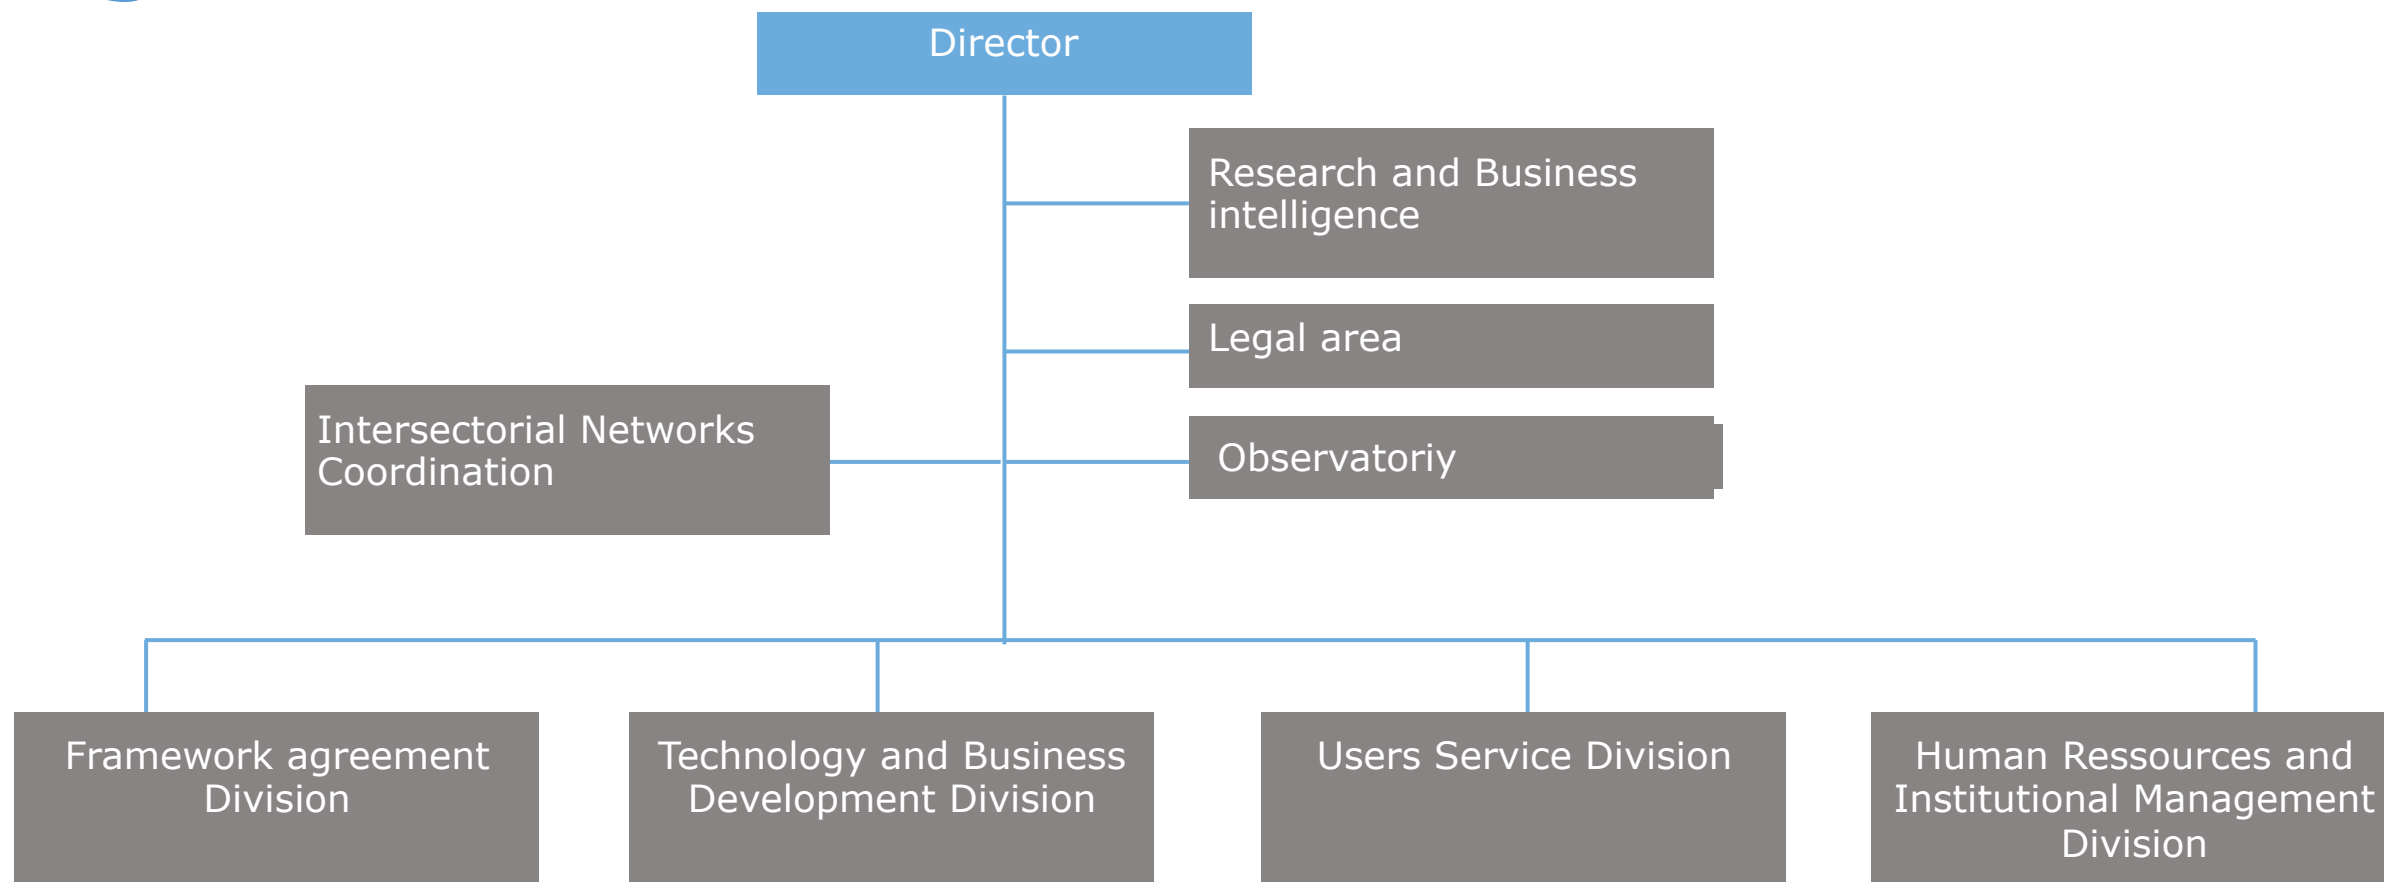 Director
Research and Business
intelligence
Legal area
Intersectorial Networks
Coordination
Observatoriy
Framework agreement
Division
Technology and Business
Development Division
Users Service Division
Human Ressources and
Institutional Management
Division